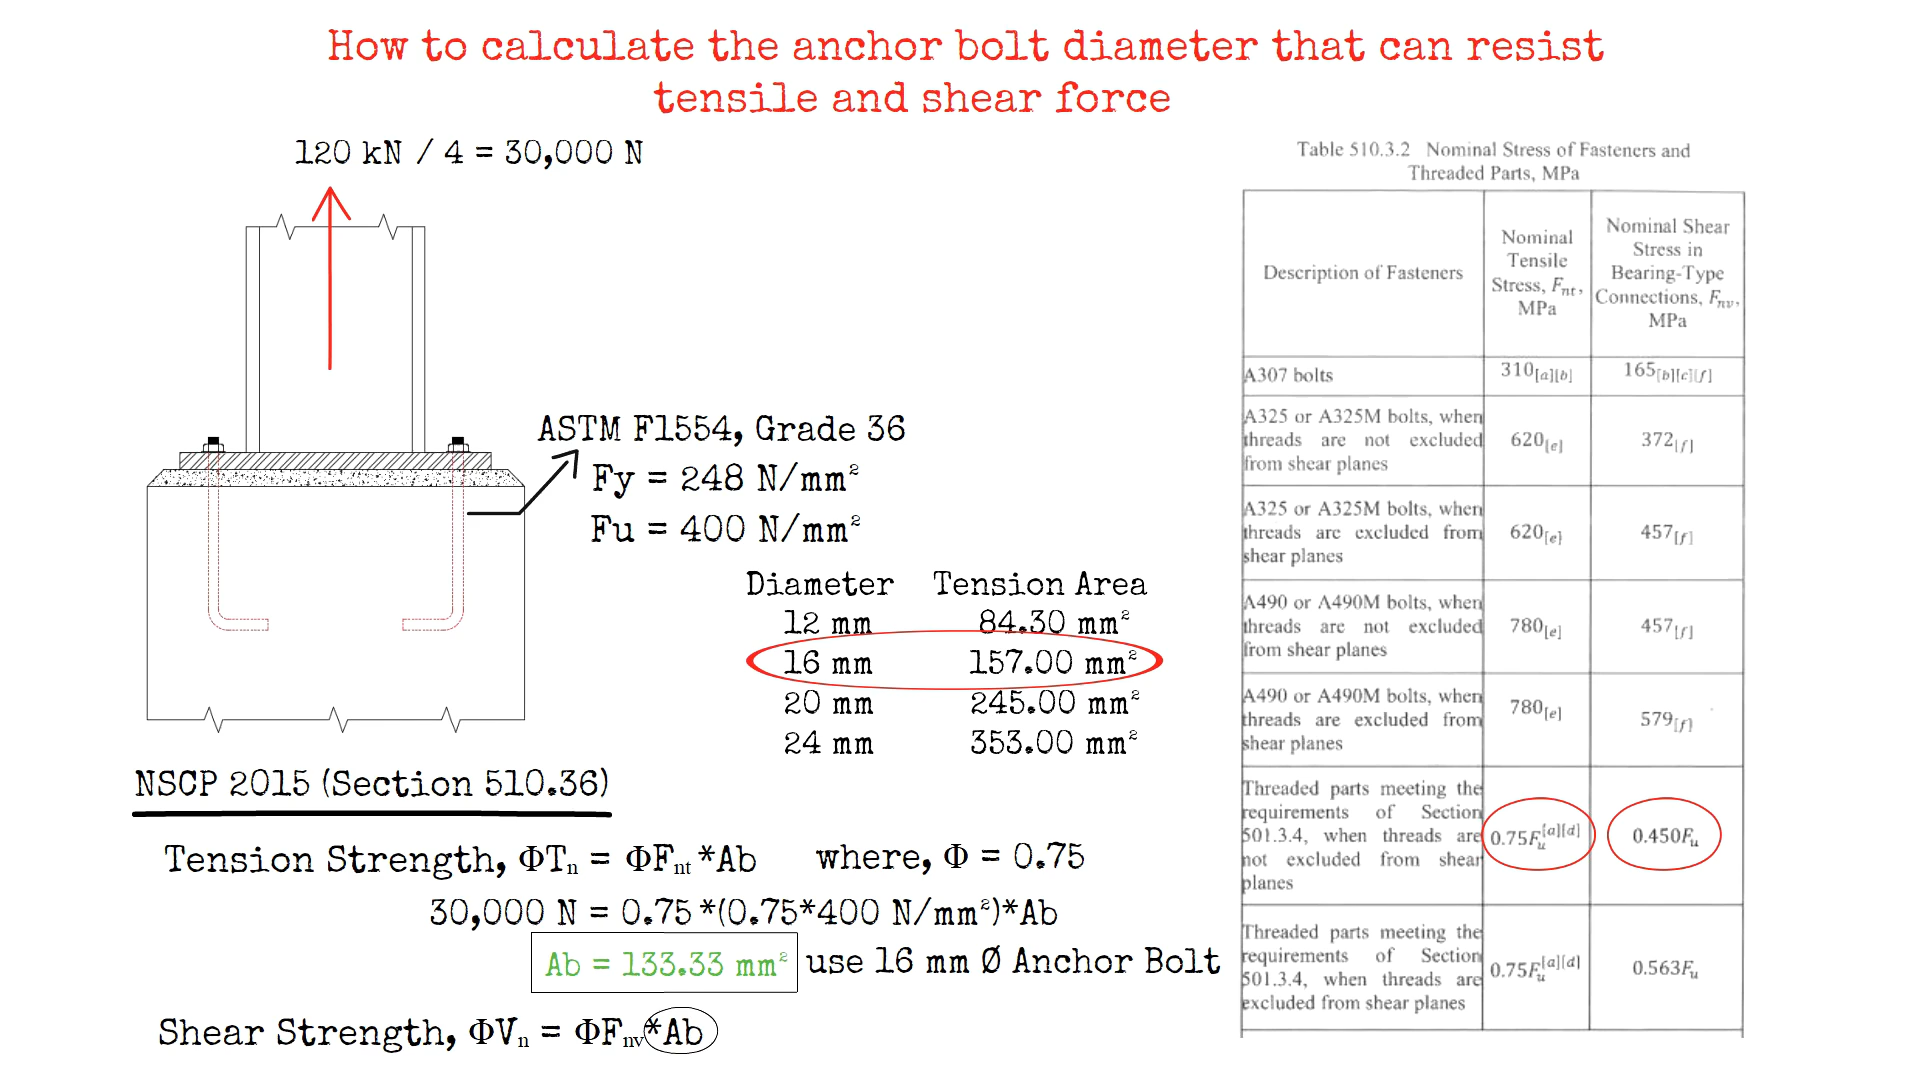 How to calculate the anchor bolt diameter that can resist
tensile and shear force
120 kN / 4 = 30,000 N
ASTM F1554, Grade 36
Fy = 248 N/mm²
Fu = 400 N/mm²
Diameter Tension Area
12 mm 84.30 mm²
16 mm 157.00 mm²
20 mm 245.00 mm²
24 mm 353.00 mm²
NSCP 2015 (Section 510.36)
Tension Strength, ΦTn = ΦFnt *Ab where, Φ = 0.75
30,000 N = 0.75 *(0.75*400 N/mm²)*Ab
Ab = 133.33 mm² use 16 mm Ø Anchor Bolt
Shear Strength, ΦVn = ΦFnv *Ab
Table 510.3.2 Nominal Stress of Fasteners and
Threaded Parts, MPa
Description of Fasteners
Nominal
Tensile
Stress, Fnt,
MPa
Nominal Shear
Stress in
Bearing-Type
Connections, Fnv,
MPa
A307 bolts 310[a][b] 165[b][c][f]
A325 or A325M bolts, when
threads are not excluded
from shear planes
620[e] 372[f]
A325 or A325M bolts, when
threads are excluded from
shear planes
620[e] 457[f]
A490 or A490M bolts, when
threads are not excluded
from shear planes
780[e] 457[f]
A490 or A490M bolts, when
threads are excluded from
shear planes
780[e] 579[f]
Threaded parts meeting the
requirements of Section
501.3.4, when threads are
not excluded from shear
planes
0.75Fu[a][d] 0.450Fu
Threaded parts meeting the
requirements of Section
501.3.4, when threads are
excluded from shear planes
0.75Fu[a][d] 0.563Fu